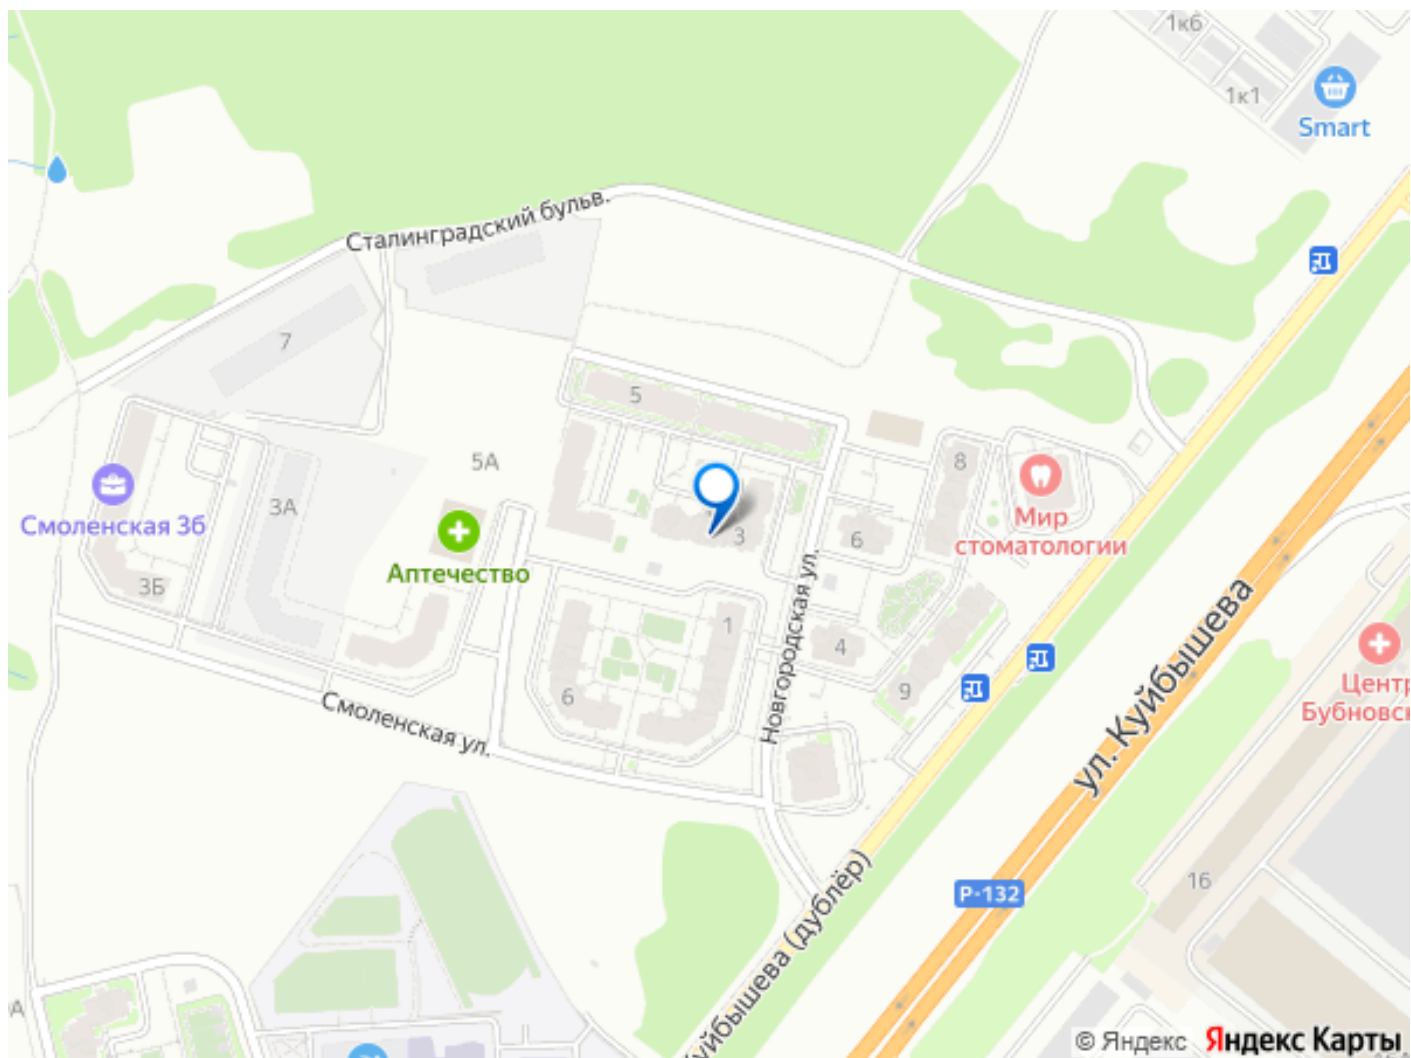 1к6
1к1
Smart
Сталинградский бульв.
7
5
5А
8
3А
Смоленская 3б
Аптечество
3
6
Мир
стоматологии
3Б
1
4
6
9
Новгородская ул.
Смоленская ул.
ул. Куйбышева
Центр
Бубновск
Р-132
16
Куйбышева (дублёр)
© Яндекс Яндекс Карты